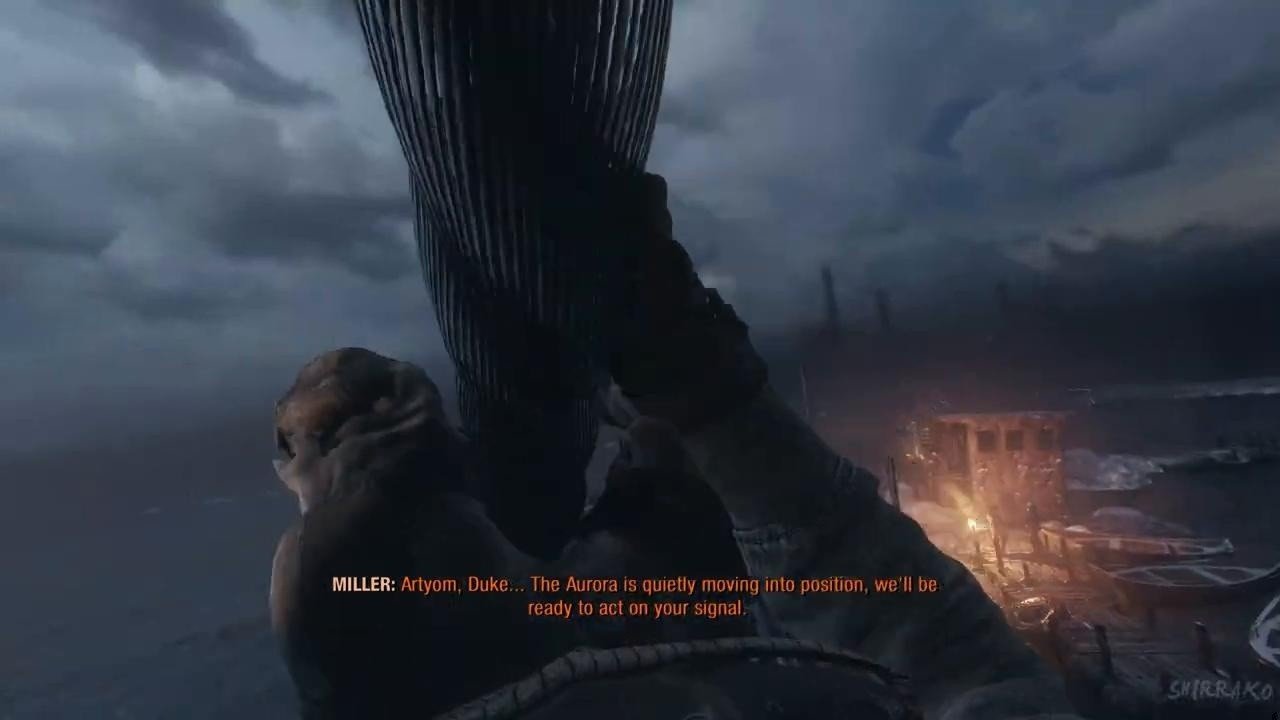 MILLER: Artyom, Duke... The Aurora is quietly moving into position, we'll be
ready to act on your signal.
SHIRRAKO